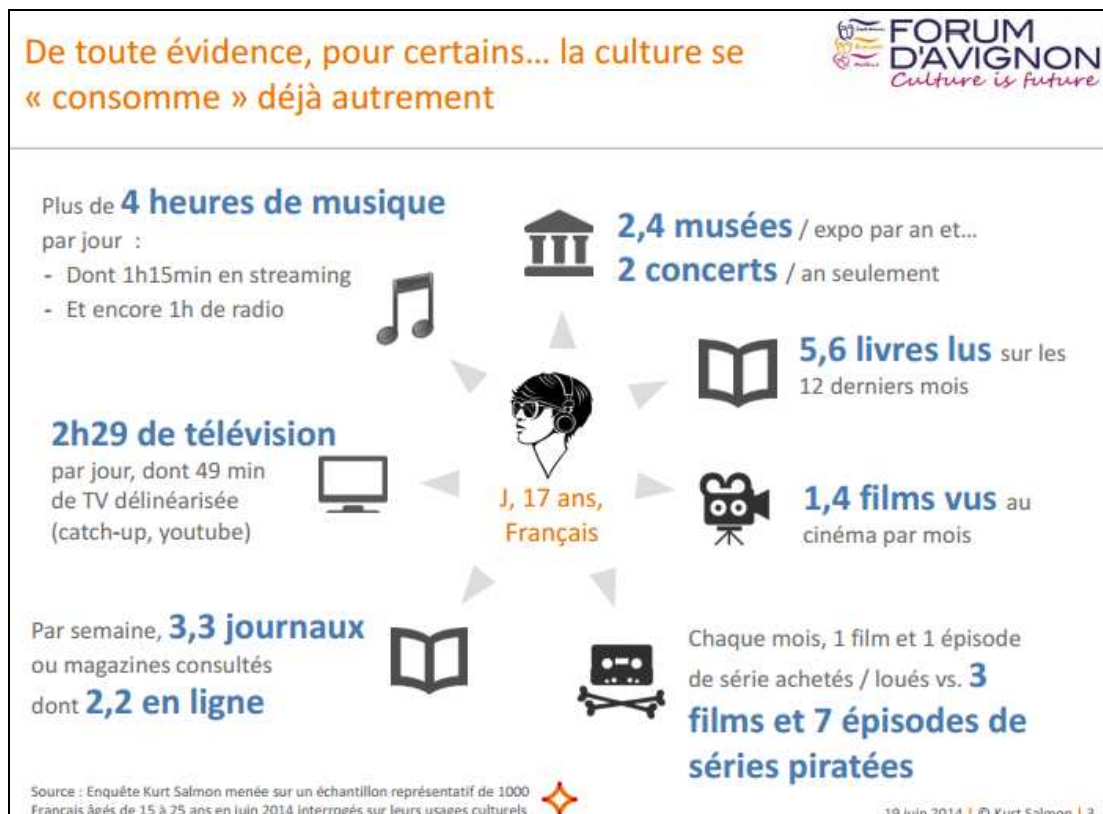 De toute évidence, pour certains… la culture se
« consomme » déjà autrement
FORUM
D'AVIGNON
Culture is future
Plus de 4 heures de musique
par jour :
- Dont 1h15min en streaming
- Et encore 1h de radio
2,4 musées / expo par an et…
2 concerts / an seulement
5,6 livres lus sur les
12 derniers mois
2h29 de télévision
par jour, dont 49 min
de TV délinéarisée
(catch-up, youtube)
J, 17 ans,
Français
1,4 films vus au
cinéma par mois
Par semaine, 3,3 journaux
ou magazines consultés
dont 2,2 en ligne
Chaque mois, 1 film et 1 épisode
de série achetés / loués vs. 3
films et 7 épisodes de
séries piratées
Source : Enquête Kurt Salmon menée sur un échantillon représentatif de 1000
Français âgés de 15 à 25 ans en juin 2014 interrogés sur leurs usages culturels
19 juin 2014 | © Kurt Salmon | 3